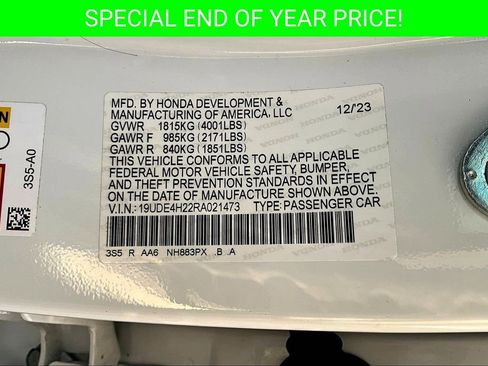 SPECIAL END OF YEAR PRICE!
MFD. BY HONDA DEVELOPMENT & 12/'23
MANUFACTURING OF AMERICA, LLC
GVWR 1815KG (4001LBS)
GAWR F 985KG (2171LBS)
GAWR R 840KG (1851LBS)
THIS VEHICLE CONFORMS TO ALL APPLICABLE
FEDERAL MOTOR VEHICLE SAFETY, BUMPER,
AND THEFT PREVENTION STANDARDS IN EFFECT
ON THE DATE OF MANUFACTURE SHOWN ABOVE.
V.I.N.: 19UDE4H22RA021473 TYPE: PASSENGER CAR
3S5 R AA6 NH883PX .B .A
3S5-A0